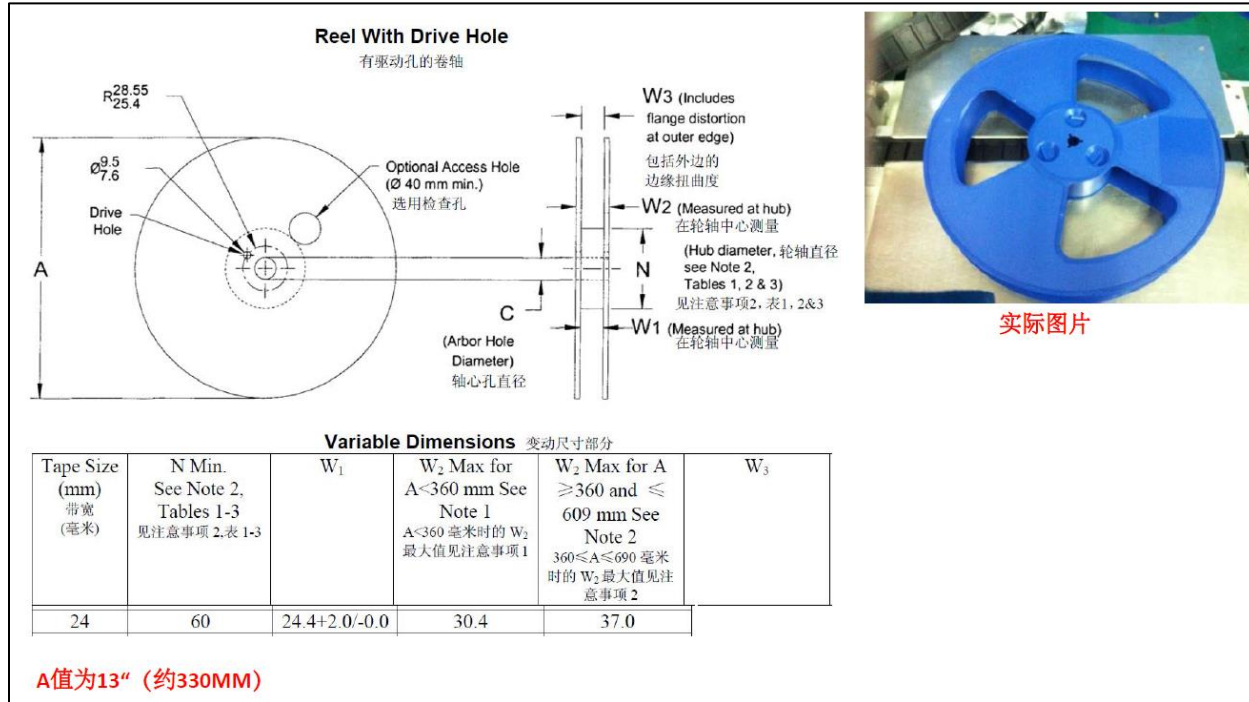 Reel With Drive Hole
有驱动孔的卷轴
R28.55
25.4
Ø9.5
7.6
Drive
Hole
A
Optional Access Hole
(Ø 40 mm min.)
选用检查孔
C
(Arbor Hole
Diameter)
轴心孔直径
W3 (Includes
flange distortion
at outer edge)
包括外边的
边缘扭曲度
W2 (Measured at hub)
在轮轴中心测量
N
(Hub diameter, 轮轴直径
see Note 2,
Tables 1, 2 & 3)
见注意事项2, 表1, 2&3
W1 (Measured at hub)
在轮轴中心测量
实际图片
Variable Dimensions 变动尺寸部分
Tape Size
(mm)
带宽
(毫米)
N Min.
See Note 2,
Tables 1-3
见注意事项 2,表 1-3
W1
W2 Max for
A<360 mm See
Note 1
A<360 毫米时的 W2
最大值见注意事项1
W2 Max for A
≥360 and ≤
609 mm See
Note 2
360≤A≤690 毫米
时的 W2 最大值见注
意事项 2
W3
24 60 24.4+2.0/-0.0 30.4 37.0
A值为13“（约330MM）